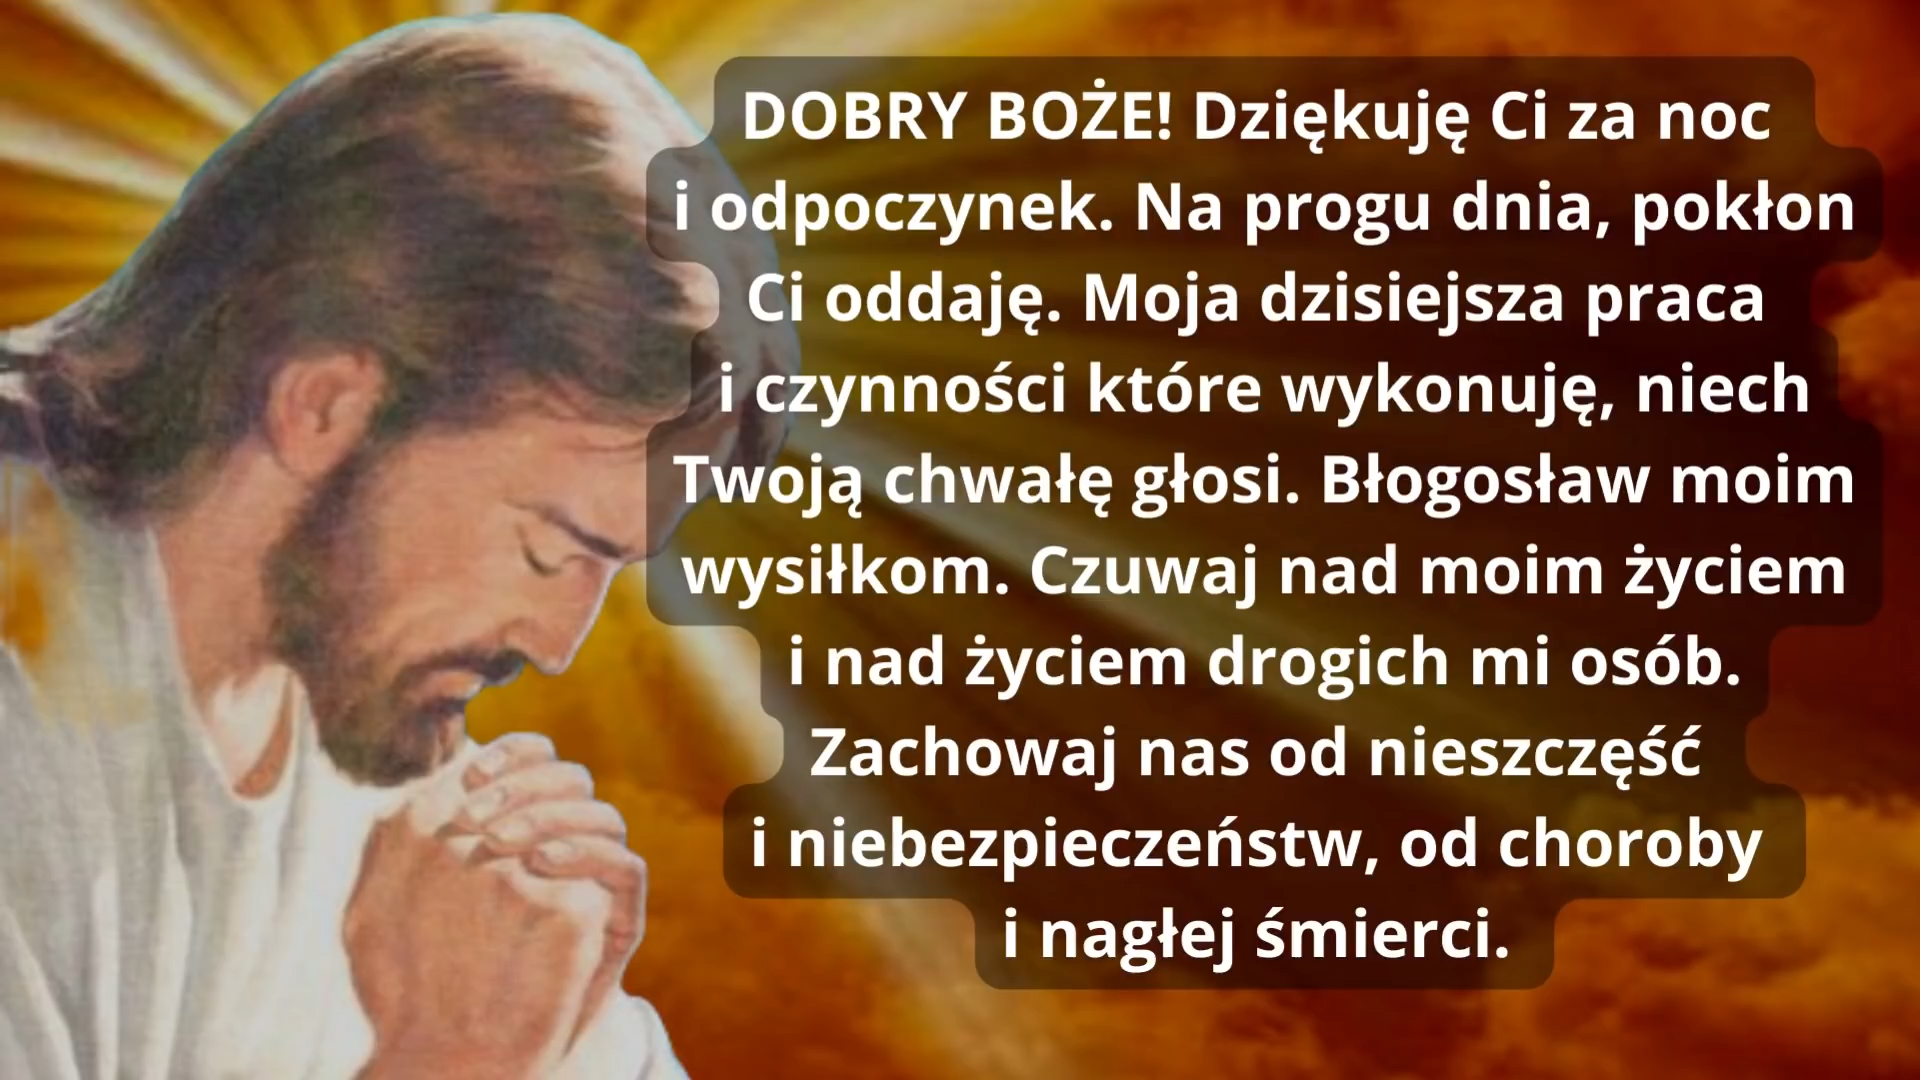 DOBRY BOŻE! Dziękuję Ci za noc
i odpoczynek. Na progu dnia, pokłon
Ci oddaję. Moja dzisiejsza praca
i czynności które wykonuję, niech
Twoją chwałę głosi. Błogosław moim
wysiłkom. Czuwaj nad moim życiem
i nad życiem drogich mi osób.
Zachowaj nas od nieszczęść
i niebezpieczeństw, od choroby
i nagłej śmierci.